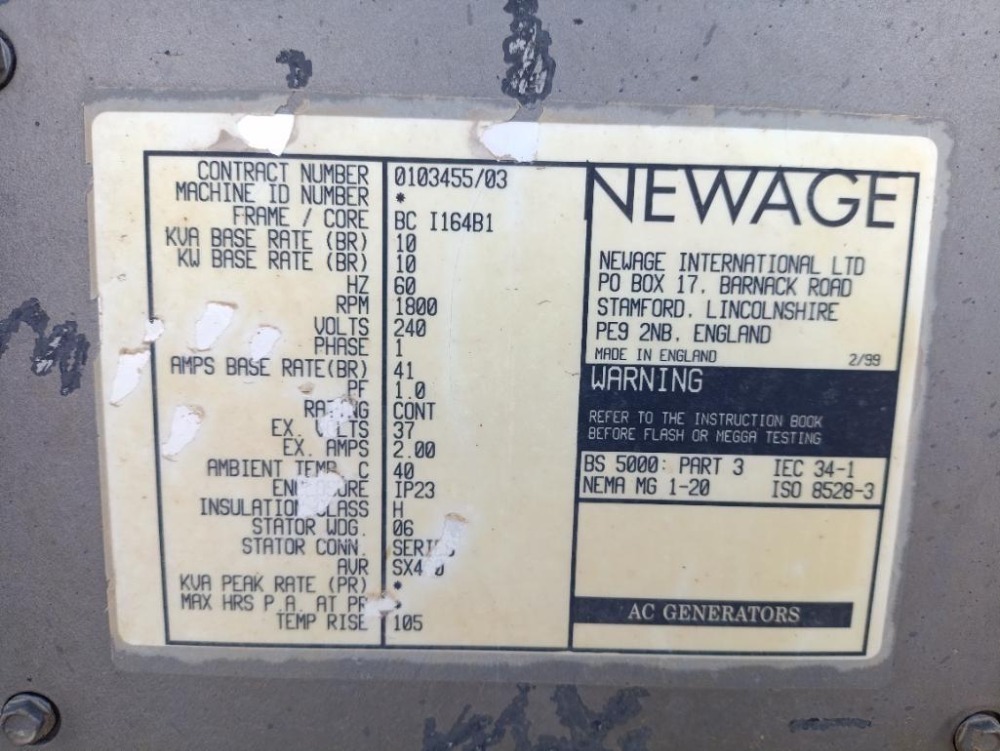 CONTRACT NUMBER 0103455/03
MACHINE ID NUMBER *
FRAME / CORE BC I164B1
KVA BASE RATE (BR) 10
KW BASE RATE (BR) 10
HZ 60
RPM 1800
VOLTS 240
PHASE 1
AMPS BASE RATE(BR) 41
PF 1.0
CONT
EX. 37
EX. AMPS 2.00
AMBIENT TEMP. C 40
IP23
INSULATION H
STATOR WDG. 06
STATOR CONN.
AVR
KVA PEAK RATE (PR) *
MAX HRS P.A. AT
TEMP RISE 105
NEWAGE
NEWAGE INTERNATIONAL LTD
PO BOX 17, BARNACK ROAD
STAMFORD, LINCOLNSHIRE
PE9 2NB, ENGLAND
MADE IN ENGLAND 2/99
WARNING
REFER TO THE INSTRUCTION BOOK
BEFORE FLASH OR MEGGA TESTING
BS 5000: PART 3 IEC 34-1
NEMA MG 1-20 ISO 8528-3
AC GENERATORS